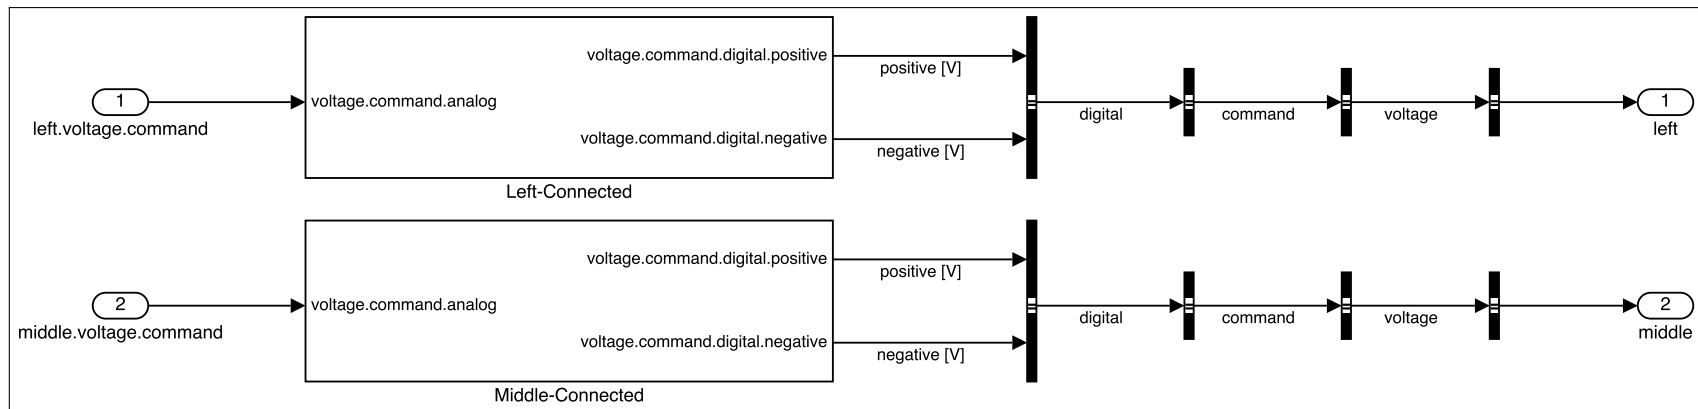 voltage.command.digital.positive
positive [V]
1
voltage.command.analog
digital
command
voltage
1
left.voltage.command
left
voltage.command.digital.negative
negative [V]
Left-Connected
voltage.command.digital.positive
positive [V]
2
voltage.command.analog
digital
command
voltage
2
middle.voltage.command
middle
voltage.command.digital.negative
negative [V]
Middle-Connected